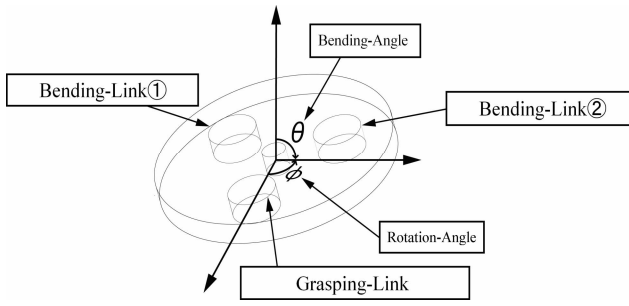 Bending-Angle
Bending-Link①
Bending-Link②
θ
ϕ
Rotation-Angle
Grasping-Link